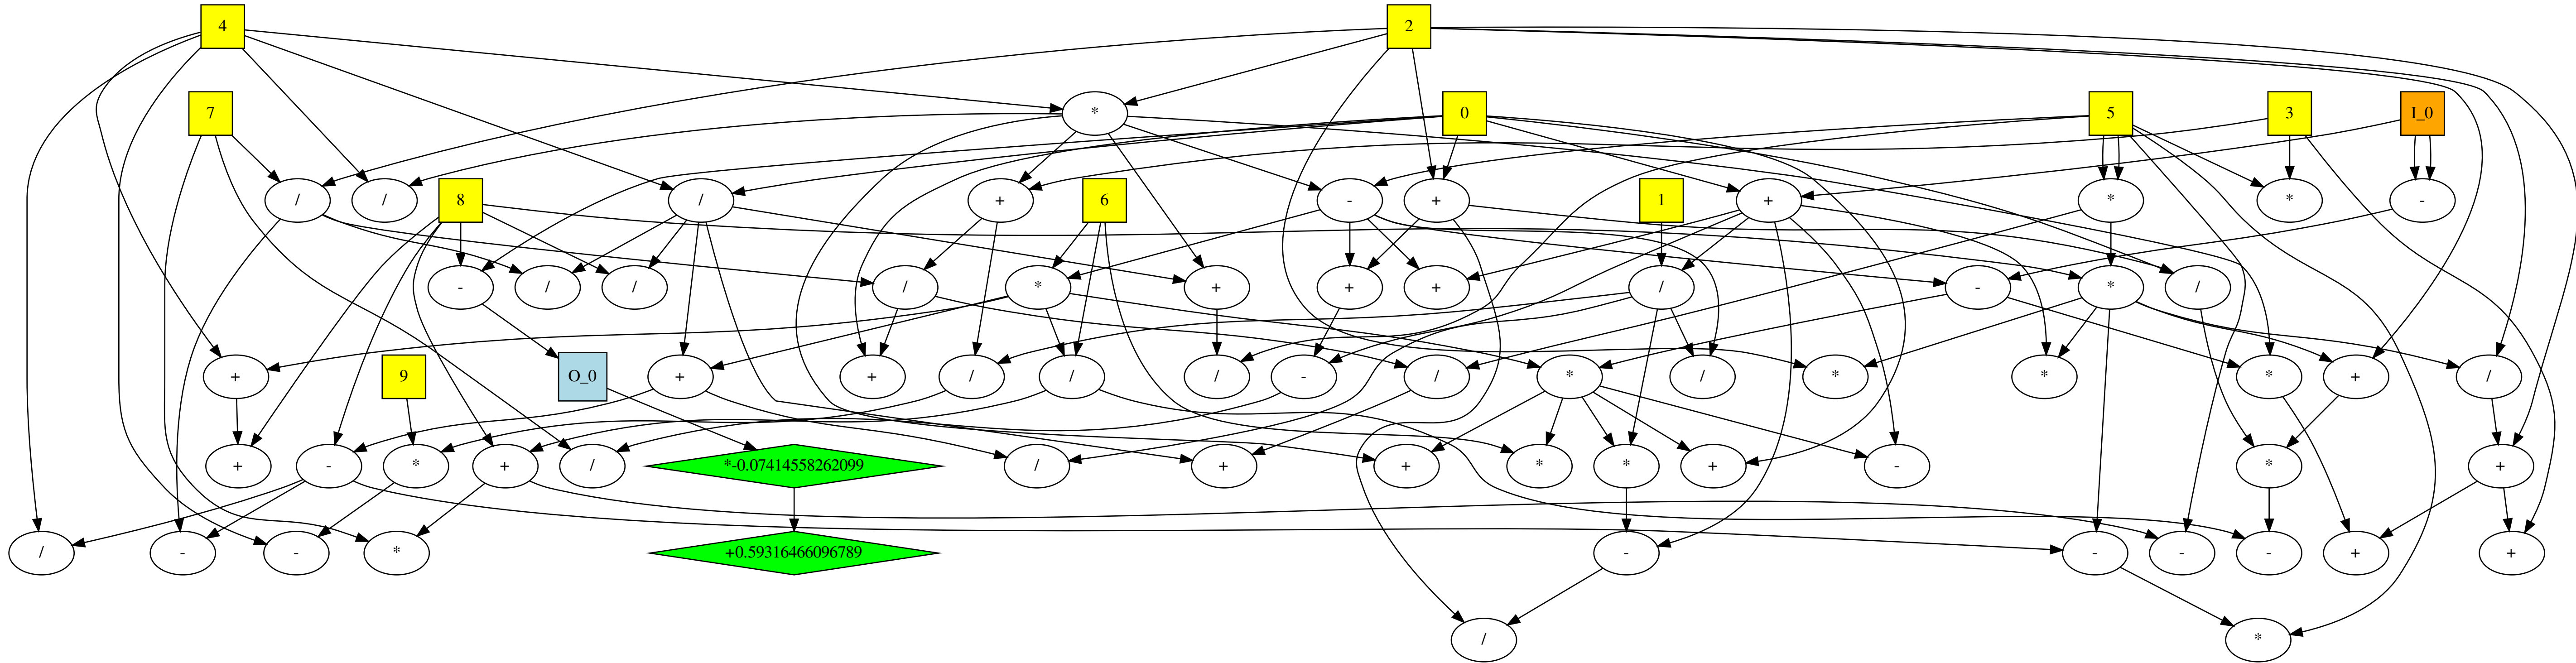 4 2
7 * 0 5 3 I_0
/ / 8 / + 6 - + 1 + * * -
- / / / * + + + / - * /
+ 9 O_0 + + / / / - / * / * * * + /
+ - * + / *-0.07414558262099 / + + * * + - * +
/ - - * +0.59316466096789 - - - - + +
/ *